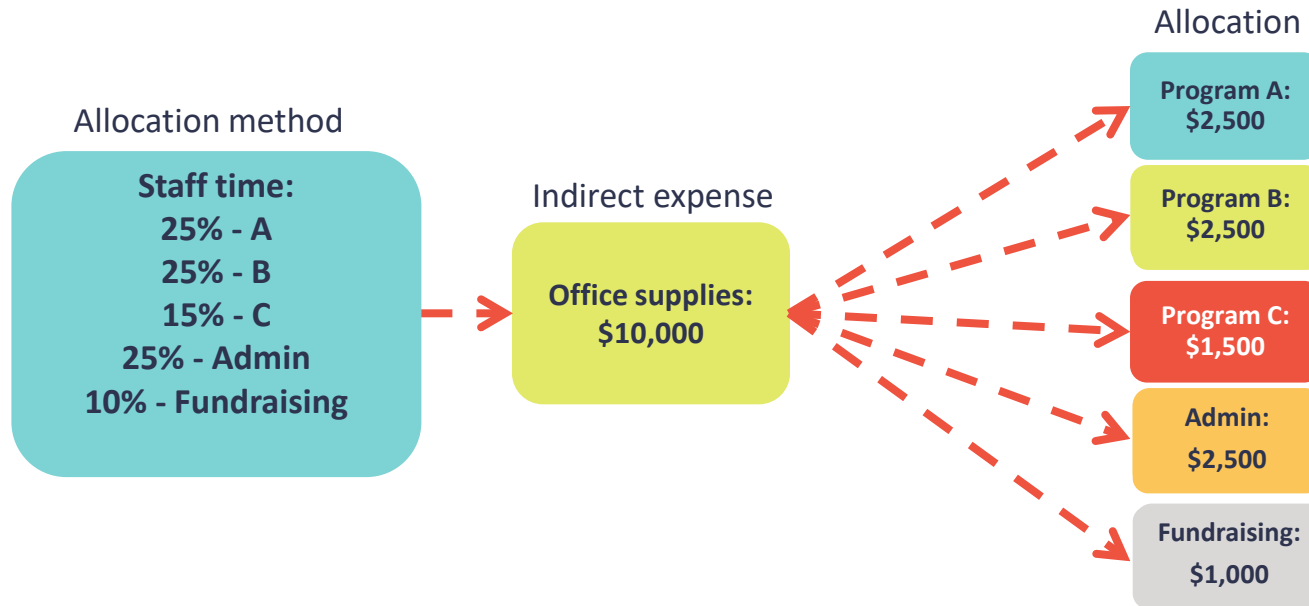 Allocation method
Staff time:
25% - A
25% - B
15% - C
25% - Admin
10% - Fundraising
Indirect expense
Office supplies:
$10,000
Allocation
Program A:
$2,500
Program B:
$2,500
Program C:
$1,500
Admin:
$2,500
Fundraising:
$1,000